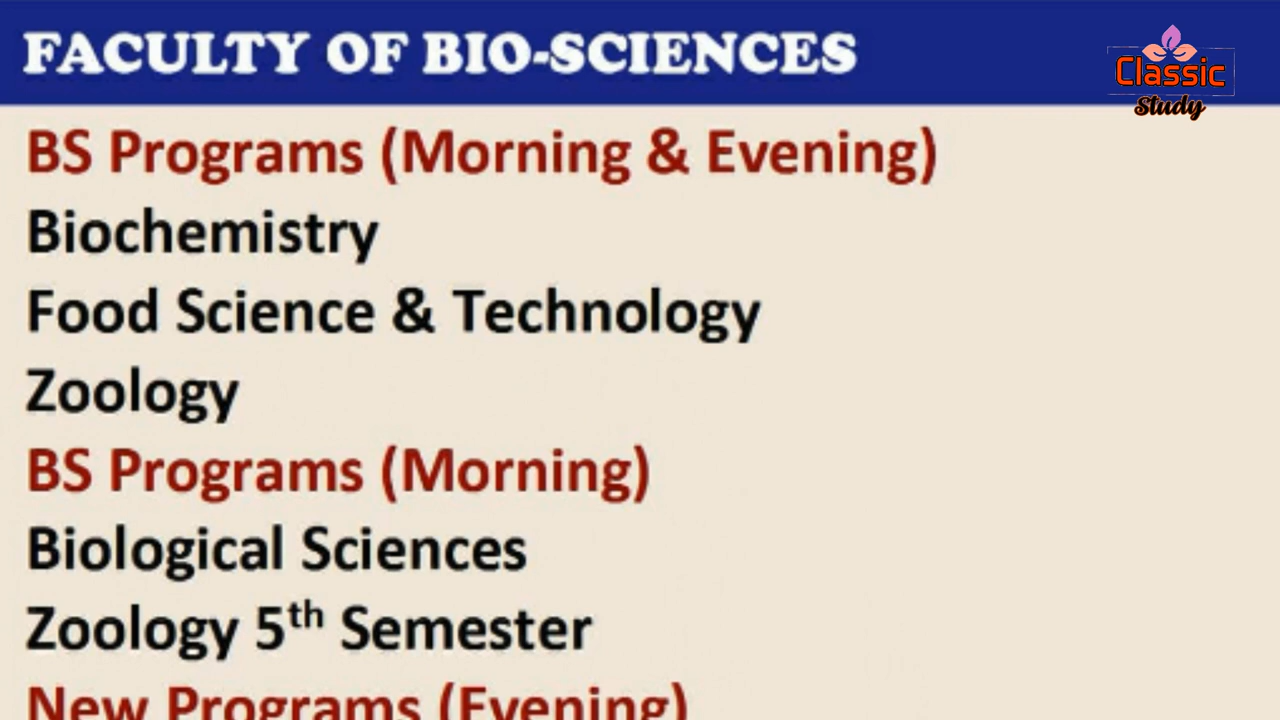 FACULTY OF BIO-SCIENCES
Classic
Study
BS Programs (Morning & Evening)
Biochemistry
Food Science & Technology
Zoology
BS Programs (Morning)
Biological Sciences
Zoology 5th Semester
New Programs (Evening)